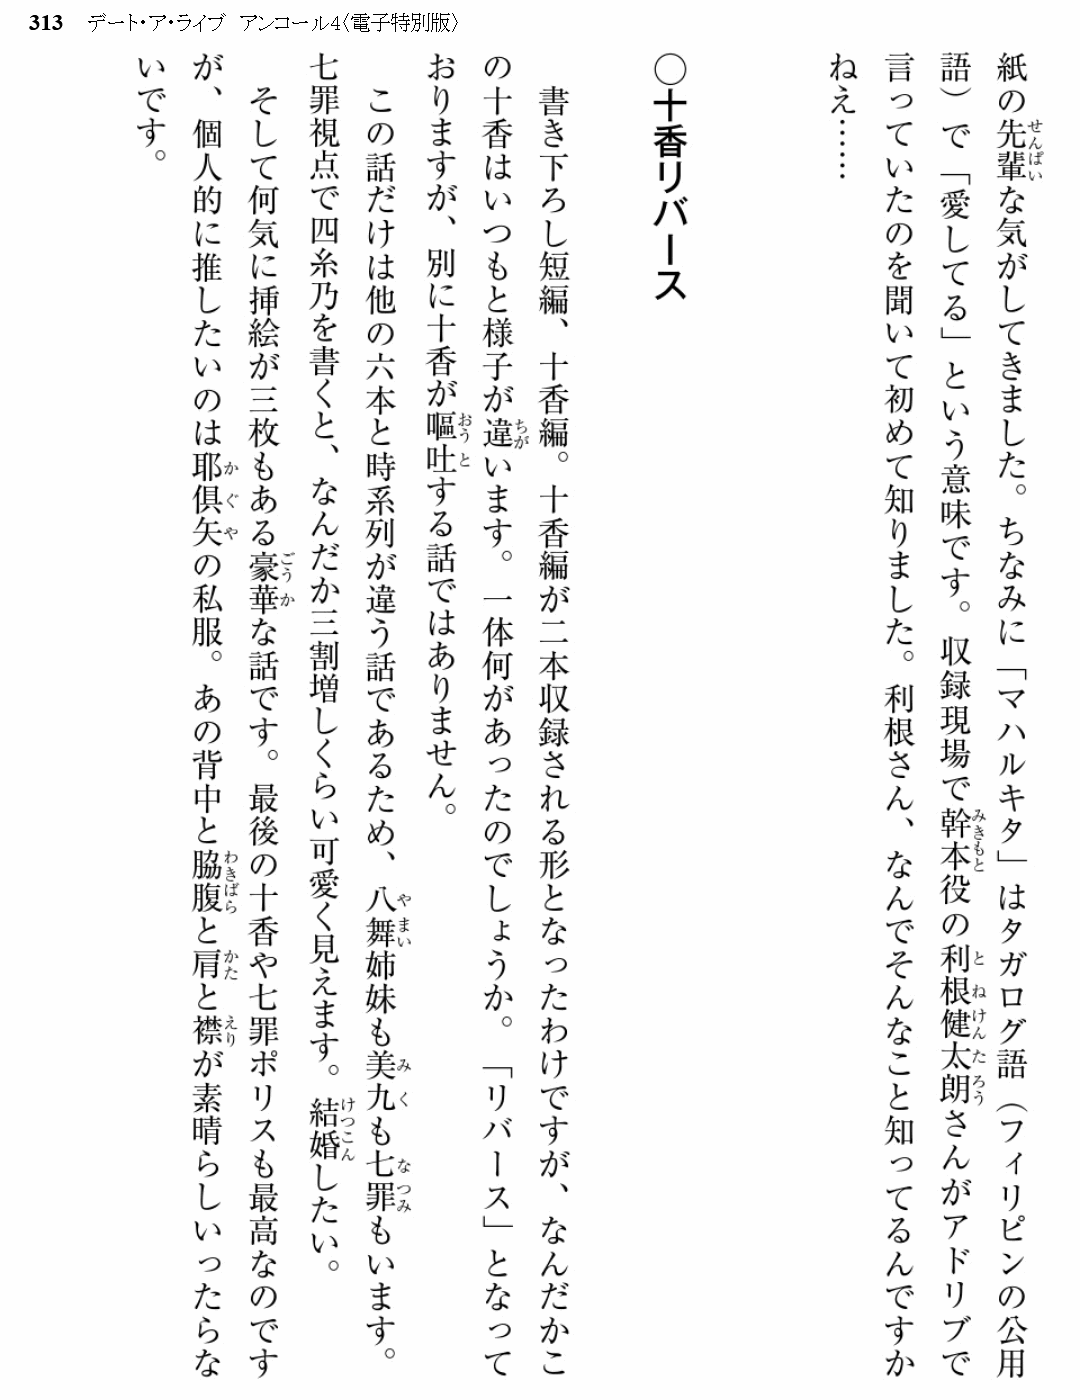 313 デート・ア・ライブ アンコール4〈電子特別版〉
紙の先輩な気がしてきました。ちなみに「マハルキタ」はタガログ語（フィリピンの公用
語）で「愛してる」という意味です。収録現場で幹本役の利根健太朗さんがアドリブで
言っていたのを聞いて初めて知りました。利根さん、なんでそんなこと知ってるんですか
ねえ……
○十香リバース
書き下ろし短編、十香編。十香編が二本収録される形となったわけですが、なんだかこ
の十香はいつもと様子が違います。一体何があったのでしょうか。「リバース」となって
おりますが、別に十香が嘔吐する話ではありません。
この話だけは他の六本と時系列が違う話であるため、八舞姉妹も美九も七罪もいます。
七罪視点で四糸乃を書くと、なんだか三割増しくらい可愛く見えます。結婚したい。
そして何気に挿絵が三枚もある豪華な話です。最後の十香や七罪ポリスも最高なのです
が、個人的に推したいのは耶倶矢の私服。あの背中と脇腹と肩と襟が素晴らしいったらな
いです。